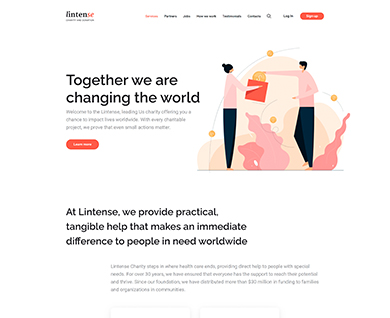 lintense
Services Partners Jobs How we work Testimonials Contacts Log In Sign up
Together we are
changing the world
Welcome to the Lintense, leading us charity offering you a
chance to impact lives worldwide. With every charitable
project, we prove that even small actions matter.
Learn more
At Lintense, we provide practical,
tangible help that makes an immediate
difference to people in need worldwide
Lintense Charity steps in where health care ends, providing direct help to people with special
needs. For over 30 years, we have ensured that everyone has the support to reach their potential
and thrive. Since our foundation, we have distributed more than $30 million in funding to families
and organizations in communities.